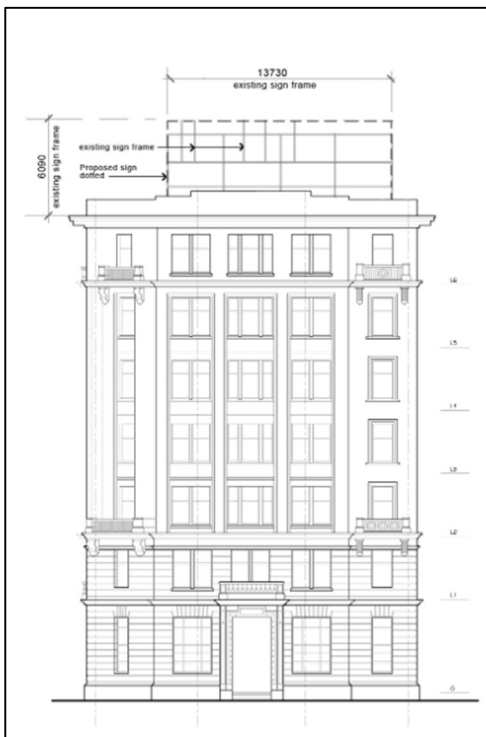 13730
existing sign frame
6090
existing sign frame
existing sign frame
Proposed sign
dotted
L6
L5
L4
L3
L2
L1
G